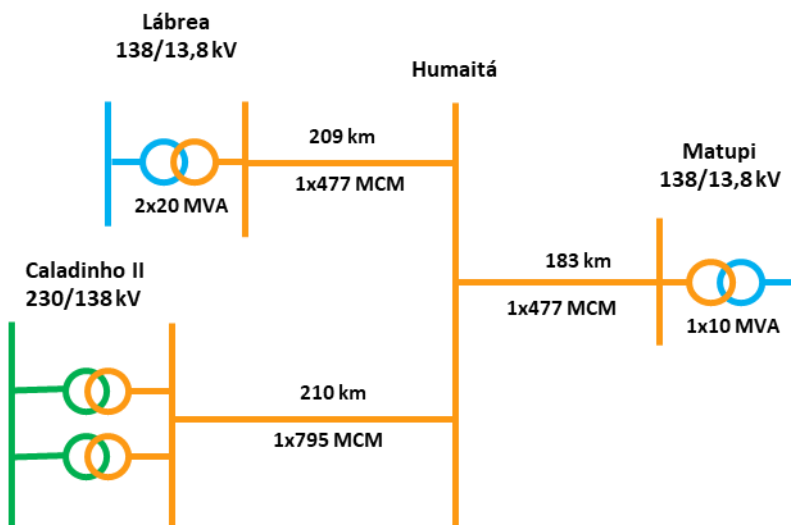 Lábrea
138/13,8 kV
Humaitá
209 km
1x477 MCM
2x20 MVA
Matupi
138/13,8 kV
183 km
1x477 MCM
1x10 MVA
Caladinho II
230/138 kV
210 km
1x795 MCM